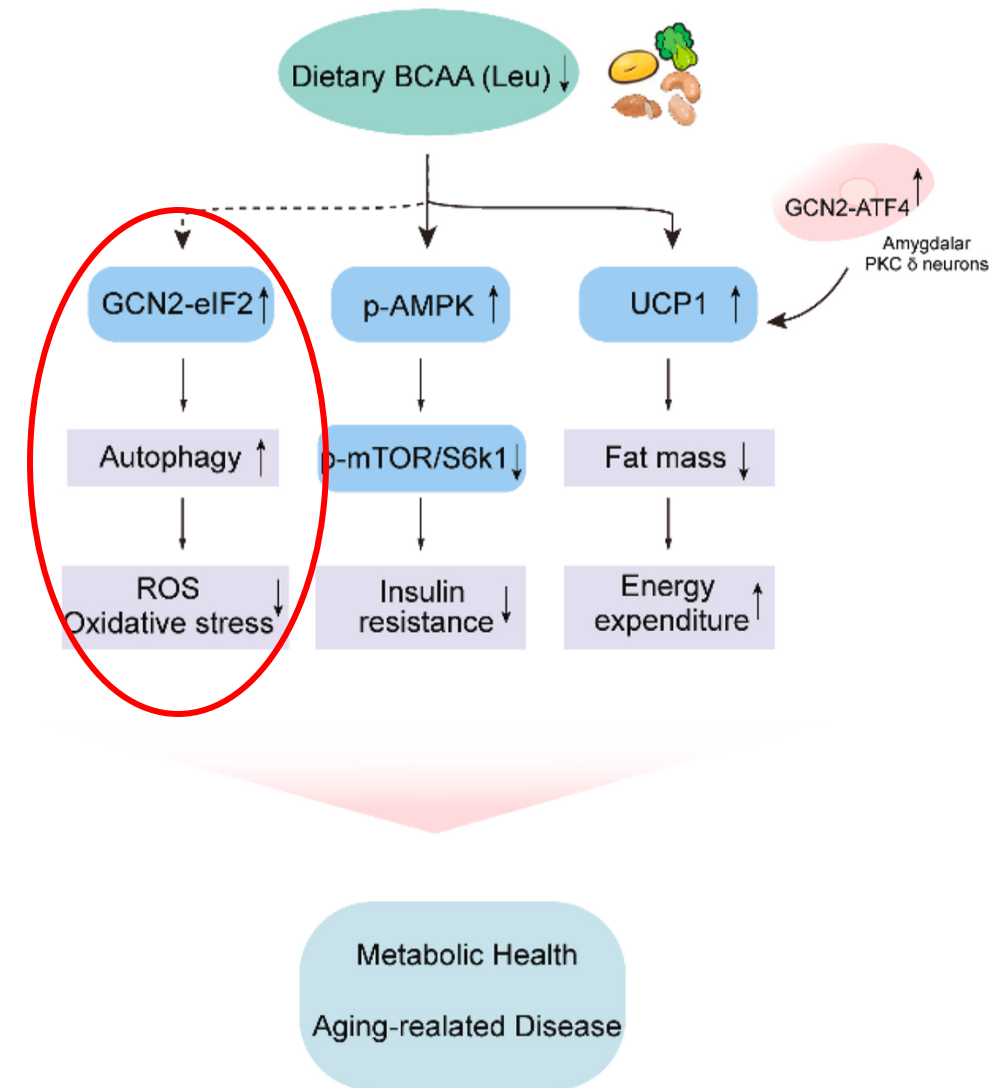 Dietary BCAA (Leu) ↓
GCN2-ATF4 ↑
Amygdalar
PKC δ neurons
GCN2-eIF2 ↑
p-AMPK ↑
UCP1 ↑
Autophagy ↑
p-mTOR/S6k1 ↓
Fat mass ↓
ROS
Oxidative stress ↓
Insulin
resistance ↓
Energy
expenditure ↑
Metabolic Health
Aging-realated Disease